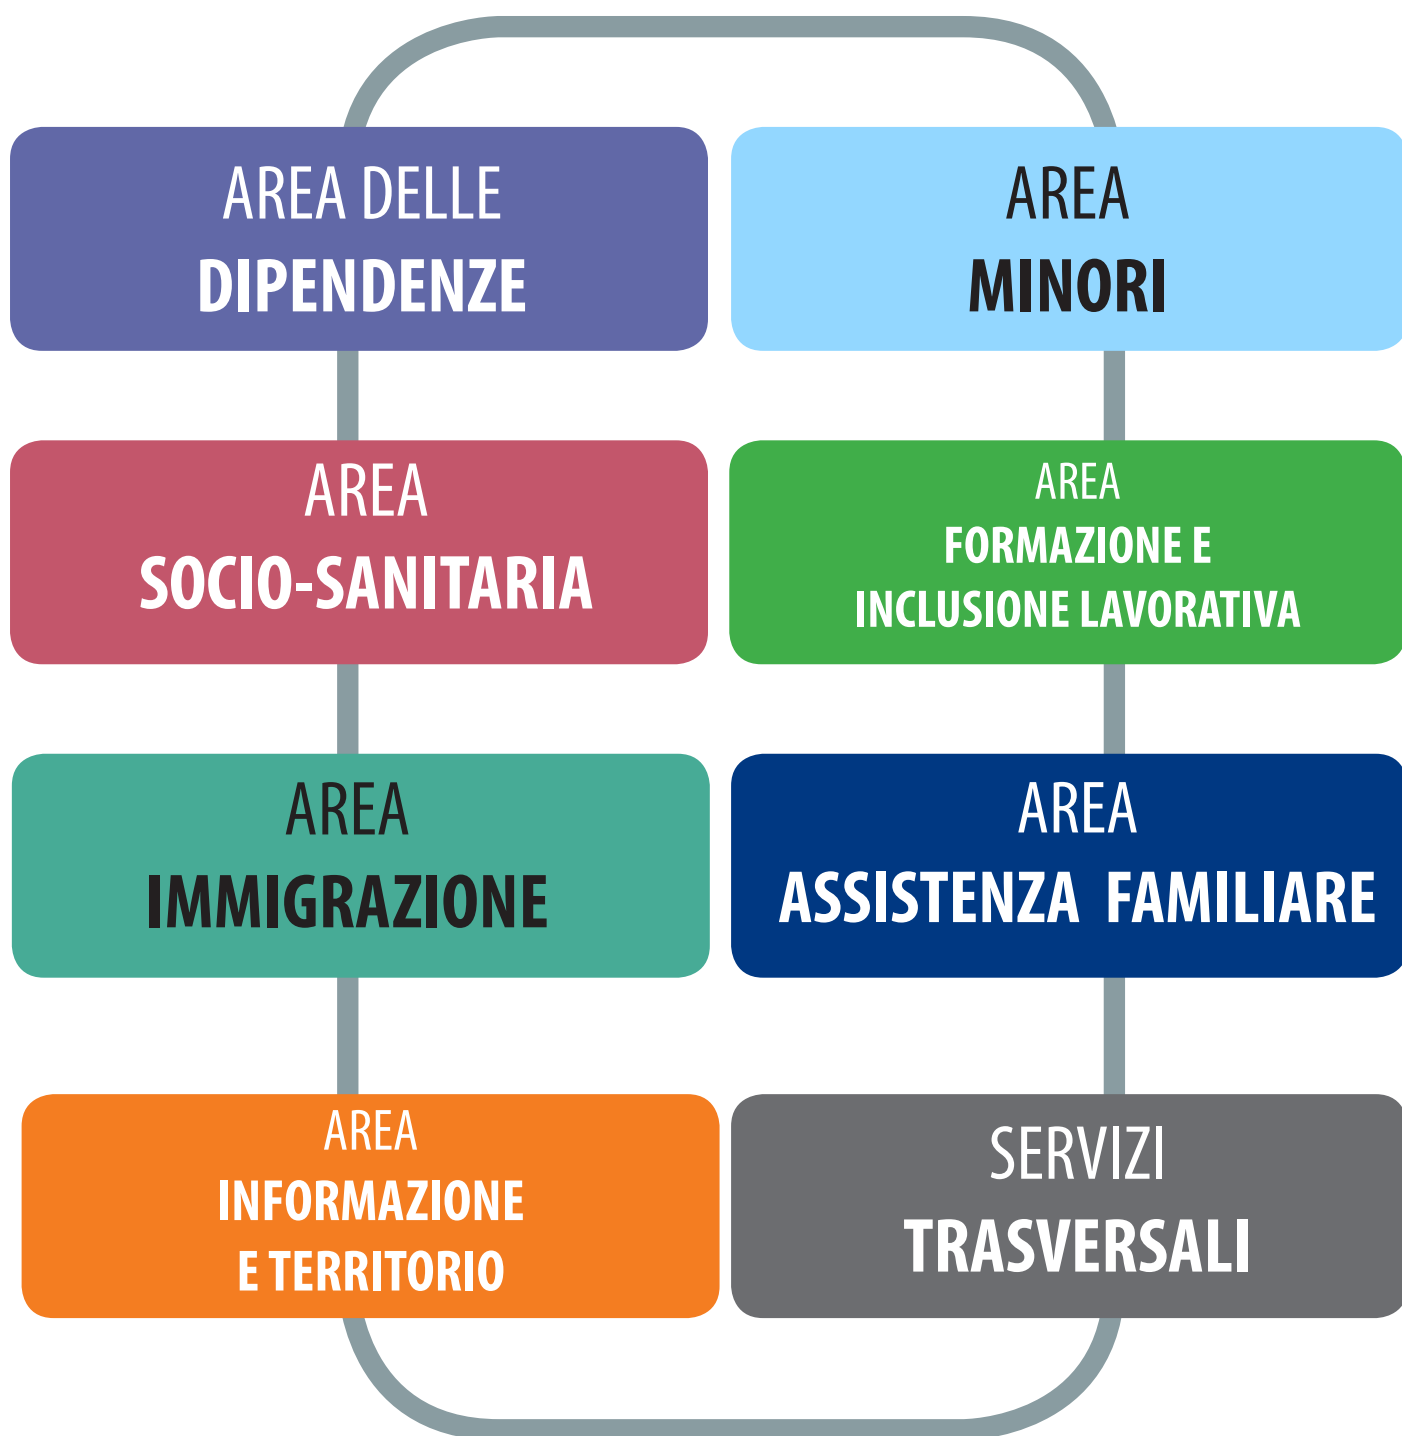 AREA DELLE
DIPENDENZE
AREA
MINORI
AREA
SOCIO-SANITARIA
AREA
FORMAZIONE E
INCLUSIONE LAVORATIVA
AREA
IMMIGRAZIONE
AREA
ASSISTENZA FAMILIARE
AREA
INFORMAZIONE
E TERRITORIO
SERVIZI
TRASVERSALI